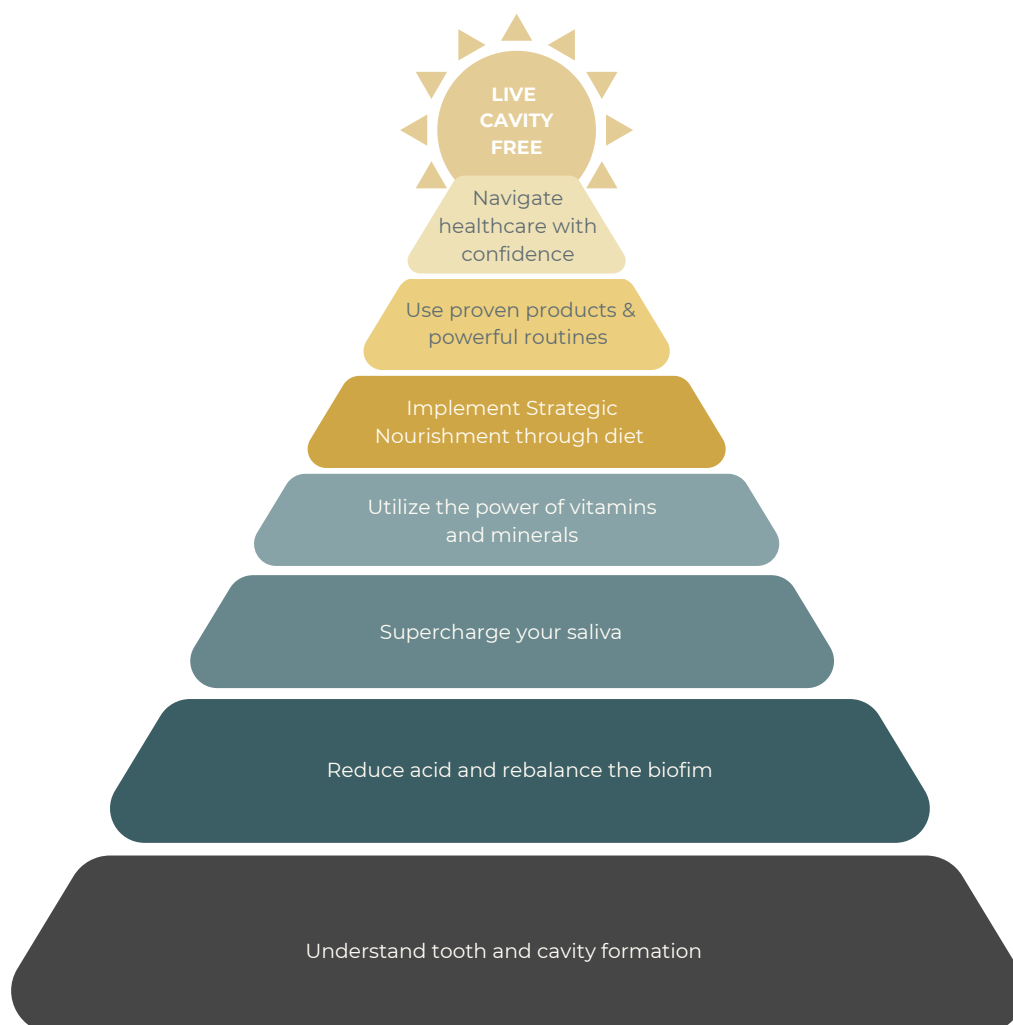 LIVE
CAVITY
FREE
Navigate
healthcare with
confidence
Use proven products &
powerful routines
Implement Strategic
Nourishment through diet
Utilize the power of vitamins
and minerals
Supercharge your saliva
Reduce acid and rebalance the biofim
Understand tooth and cavity formation